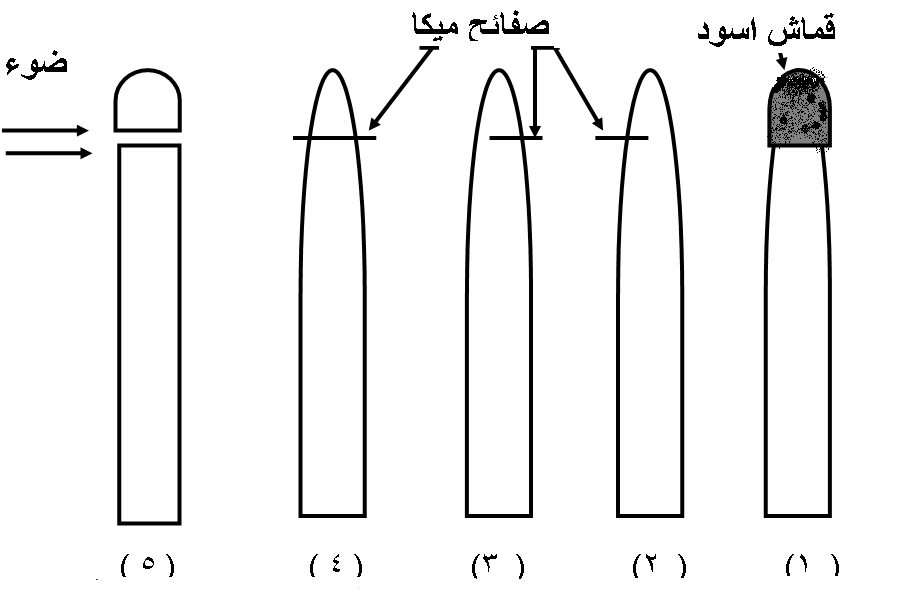 صفائح ميكا
قماش اسود
ضوء
( ١ )
( ٢ )
( ٣ )
( ٤ )
( ٥ )